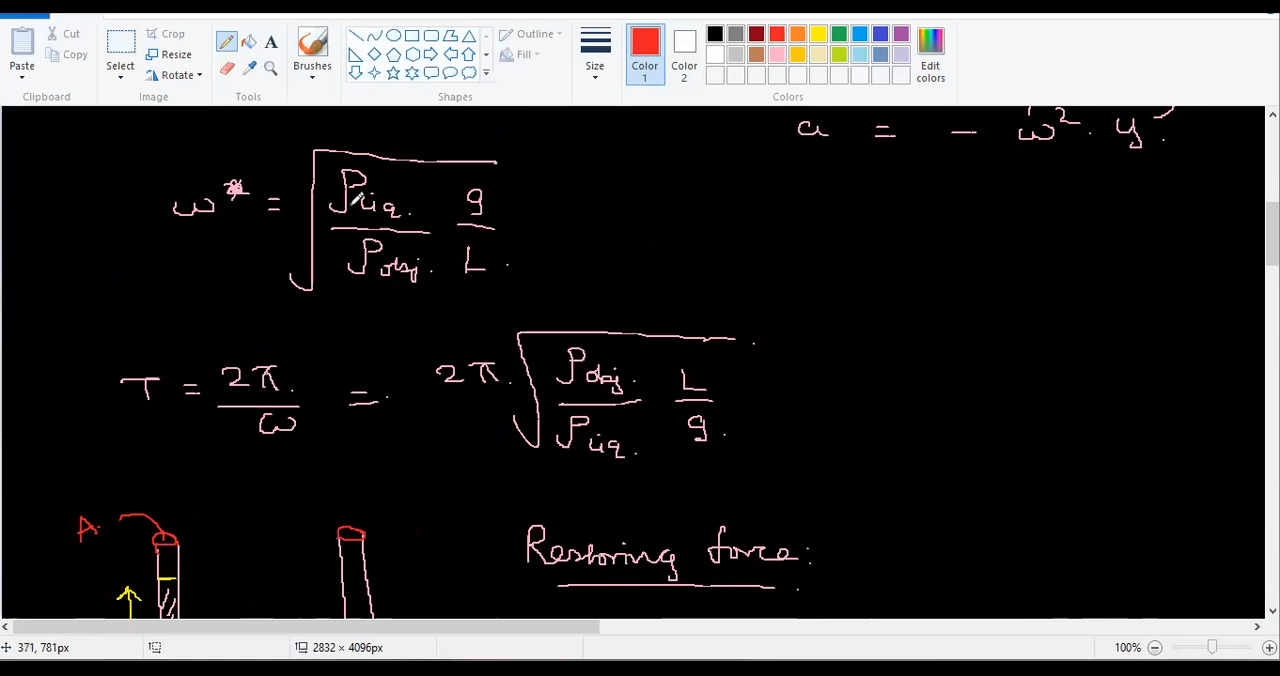 Cut
Copy
Paste
Clipboard
Select
Crop
Resize
Rotate
Image
A
Tools
Brushes
Outline
Fill
Shapes
Size
Color 1
Color 2
Edit colors
Colors
a = - ω². y
ω = √(ρliq. / ρobj. g / L .)
T = 2π. / ω = . 2π. √(ρobj. / ρliq. L / g .)
A.
Restoring force:
371, 781px
2832 × 4096px
100%